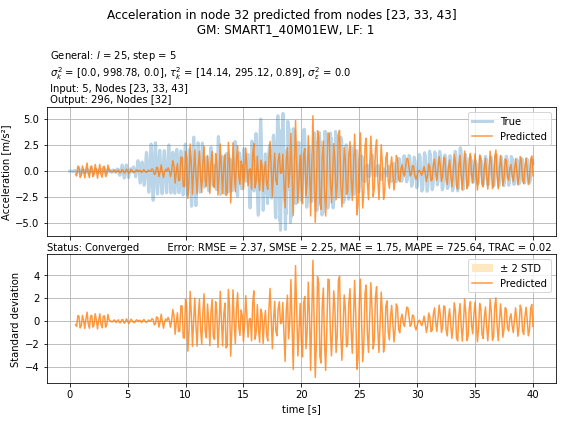 Acceleration in node 32 predicted from nodes [23, 33, 43]
GM: SMART1_40M01EW, LF: 1
General: l = 25, step = 5
σ²ₖ = [0.0, 998.78, 0.0], τ²ₖ = [14.14, 295.12, 0.89], σ²ε = 0.0
Input: 5, Nodes [23, 33, 43]
Output: 296, Nodes [32]
Acceleration [m/s²]
5.0
2.5
0.0
−2.5
−5.0
True
Predicted
Status: Converged
Error: RMSE = 2.37, SMSE = 2.25, MAE = 1.75, MAPE = 725.64, TRAC = 0.02
Standard deviation
4
2
0
−2
−4
± 2 STD
Predicted
0 5 10 15 20 25 30 35 40
time [s]